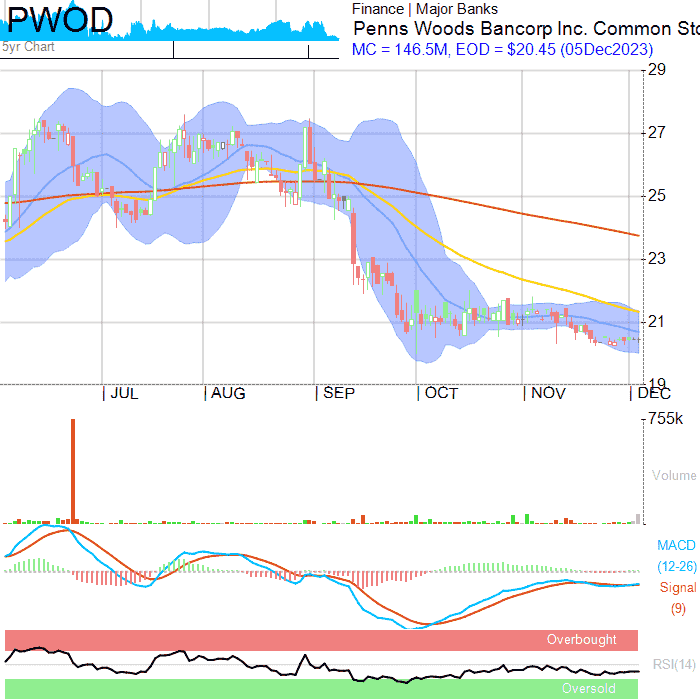 PWOD
5yr Chart
Finance | Major Banks
Penns Woods Bancorp Inc. Common Sto
MC = 146.5M, EOD = $20.45 (05Dec2023)
29
27
25
23
21
19
JUL AUG SEP OCT NOV DEC
755k
Volume
MACD
(12-26)
Signal
(9)
Overbought
RSI(14)
Oversold